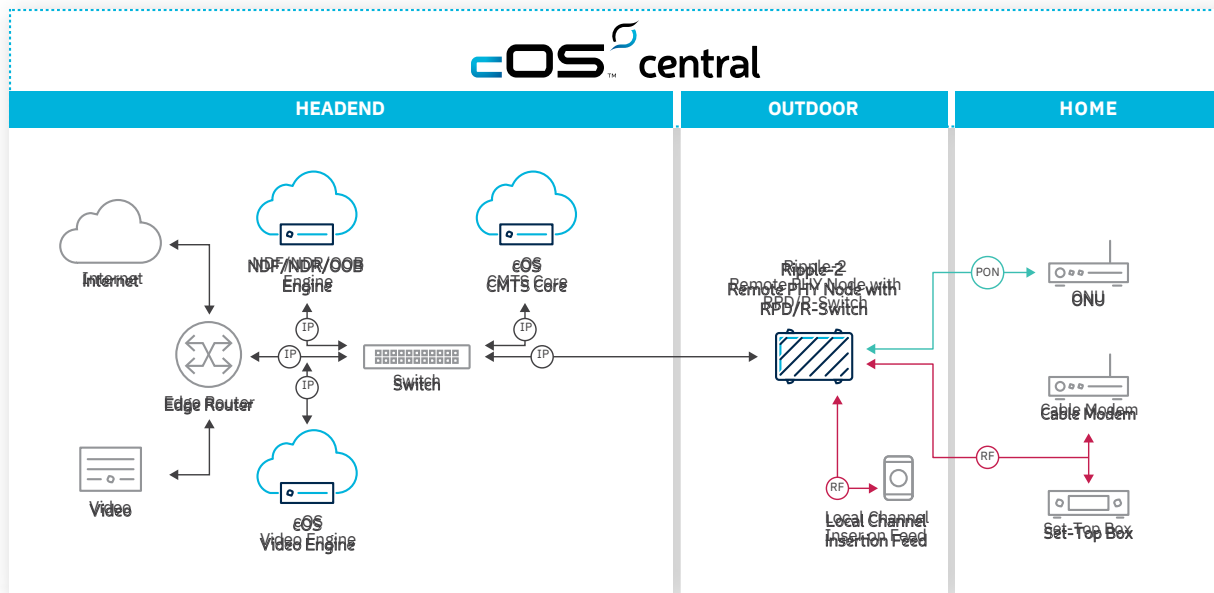 cOS™ central
HEADEND
OUTDOOR
HOME
Internet
NDF/NDR/OOB
Engine
cOS
CMTS Core
IP
IP
IP
IP
IP
Edge Router
Switch
Video
cOS
Video Engine
Ripple-2
Remote PHY Node with
RPD/R-Switch
RF
Local Channel
Insertion Feed
PON
ONU
Cable Modem
RF
Set-Top Box